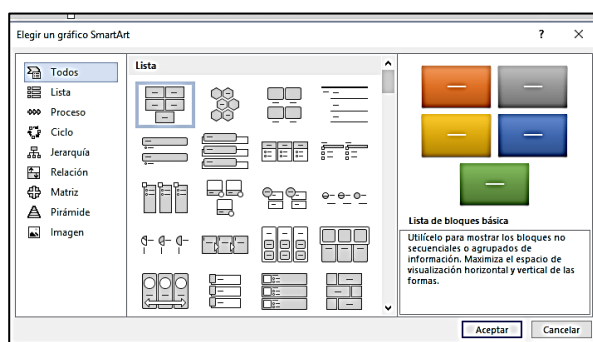 Elegir un gráfico SmartArt
? ×
Todos
Lista
Proceso
Ciclo
Jerarquía
Relación
Matriz
Pirámide
Imagen
Lista
Lista de bloques básica
Utilícelo para mostrar los bloques no
secuenciales o agrupados de
información. Maximiza el espacio de
visualización horizontal y vertical de las
formas.
Aceptar
Cancelar